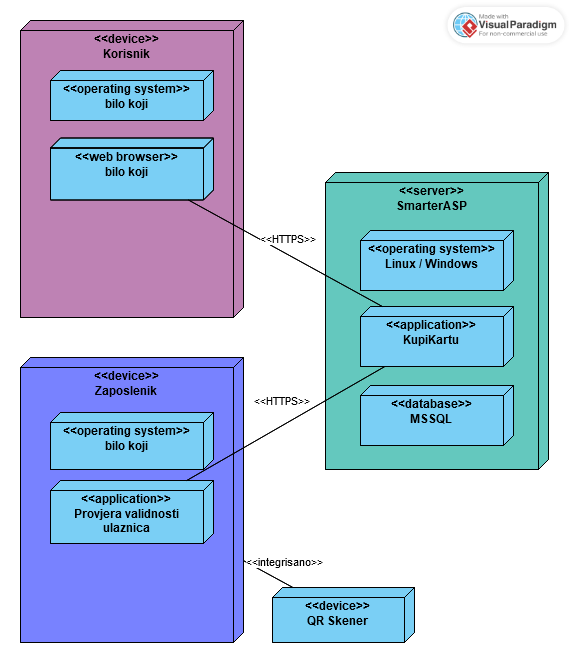 Made with
VisualParadigm
For non-commercial use
<<device>>
Korisnik
<<operating system>>
bilo koji
<<web browser>>
bilo koji
<<HTTPS>>
<<server>>
SmarterASP
<<operating system>>
Linux / Windows
<<application>>
KupiKartu
<<database>>
MSSQL
<<HTTPS>>
<<device>>
Zaposlenik
<<operating system>>
bilo koji
<<application>>
Provjera validnosti
ulaznica
<<integrisano>>
<<device>>
QR Skener